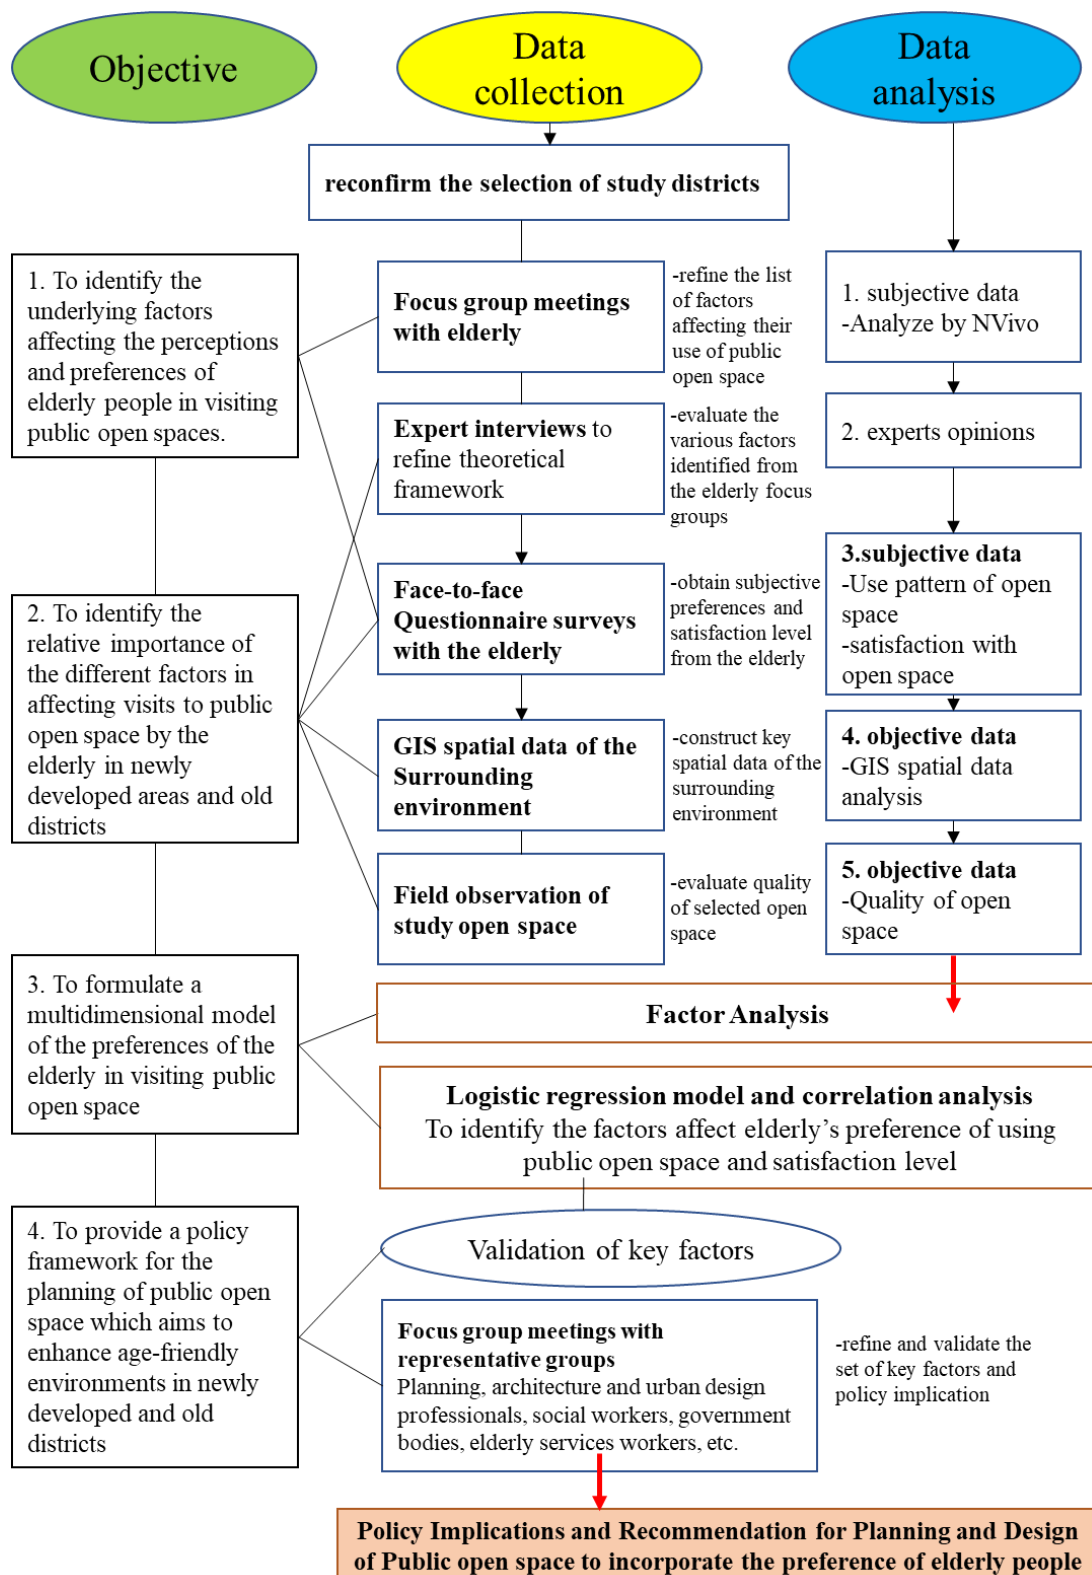 Objective
Data
collection
Data
analysis
reconfirm the selection of study districts
1. To identify the
underlying factors
affecting the perceptions
and preferences of
elderly people in visiting
public open spaces.
Focus group meetings
with elderly
-refine the list
of factors
affecting their
use of public
open space
1. subjective data
-Analyze by NVivo
Expert interviews to
refine theoretical
framework
-evaluate the
various factors
identified from
the elderly focus
groups
2. experts opinions
2. To identify the
relative importance of
the different factors in
affecting visits to public
open space by the
elderly in newly
developed areas and old
districts
Face-to-face
Questionnaire surveys
with the elderly
-obtain subjective
preferences and
satisfaction level
from the elderly
3.subjective data
-Use pattern of open
space
-satisfaction with
open space
GIS spatial data of the
Surrounding
environment
-construct key
spatial data of the
surrounding
environment
4. objective data
-GIS spatial data
analysis
Field observation of
study open space
-evaluate quality
of selected open
space
5. objective data
-Quality of open
space
3. To formulate a
multidimensional model
of the preferences of the
elderly in visiting public
open space
Factor Analysis
Logistic regression model and correlation analysis
To identify the factors affect elderly’s preference of using
public open space and satisfaction level
4. To provide a policy
framework for the
planning of public open
space which aims to
enhance age-friendly
environments in newly
developed and old
districts
Validation of key factors
Focus group meetings with
representative groups
Planning, architecture and urban design
professionals, social workers, government
bodies, elderly services workers, etc.
-refine and validate the
set of key factors and
policy implication
Policy Implications and Recommendation for Planning and Design
of Public open space to incorporate the preference of elderly people